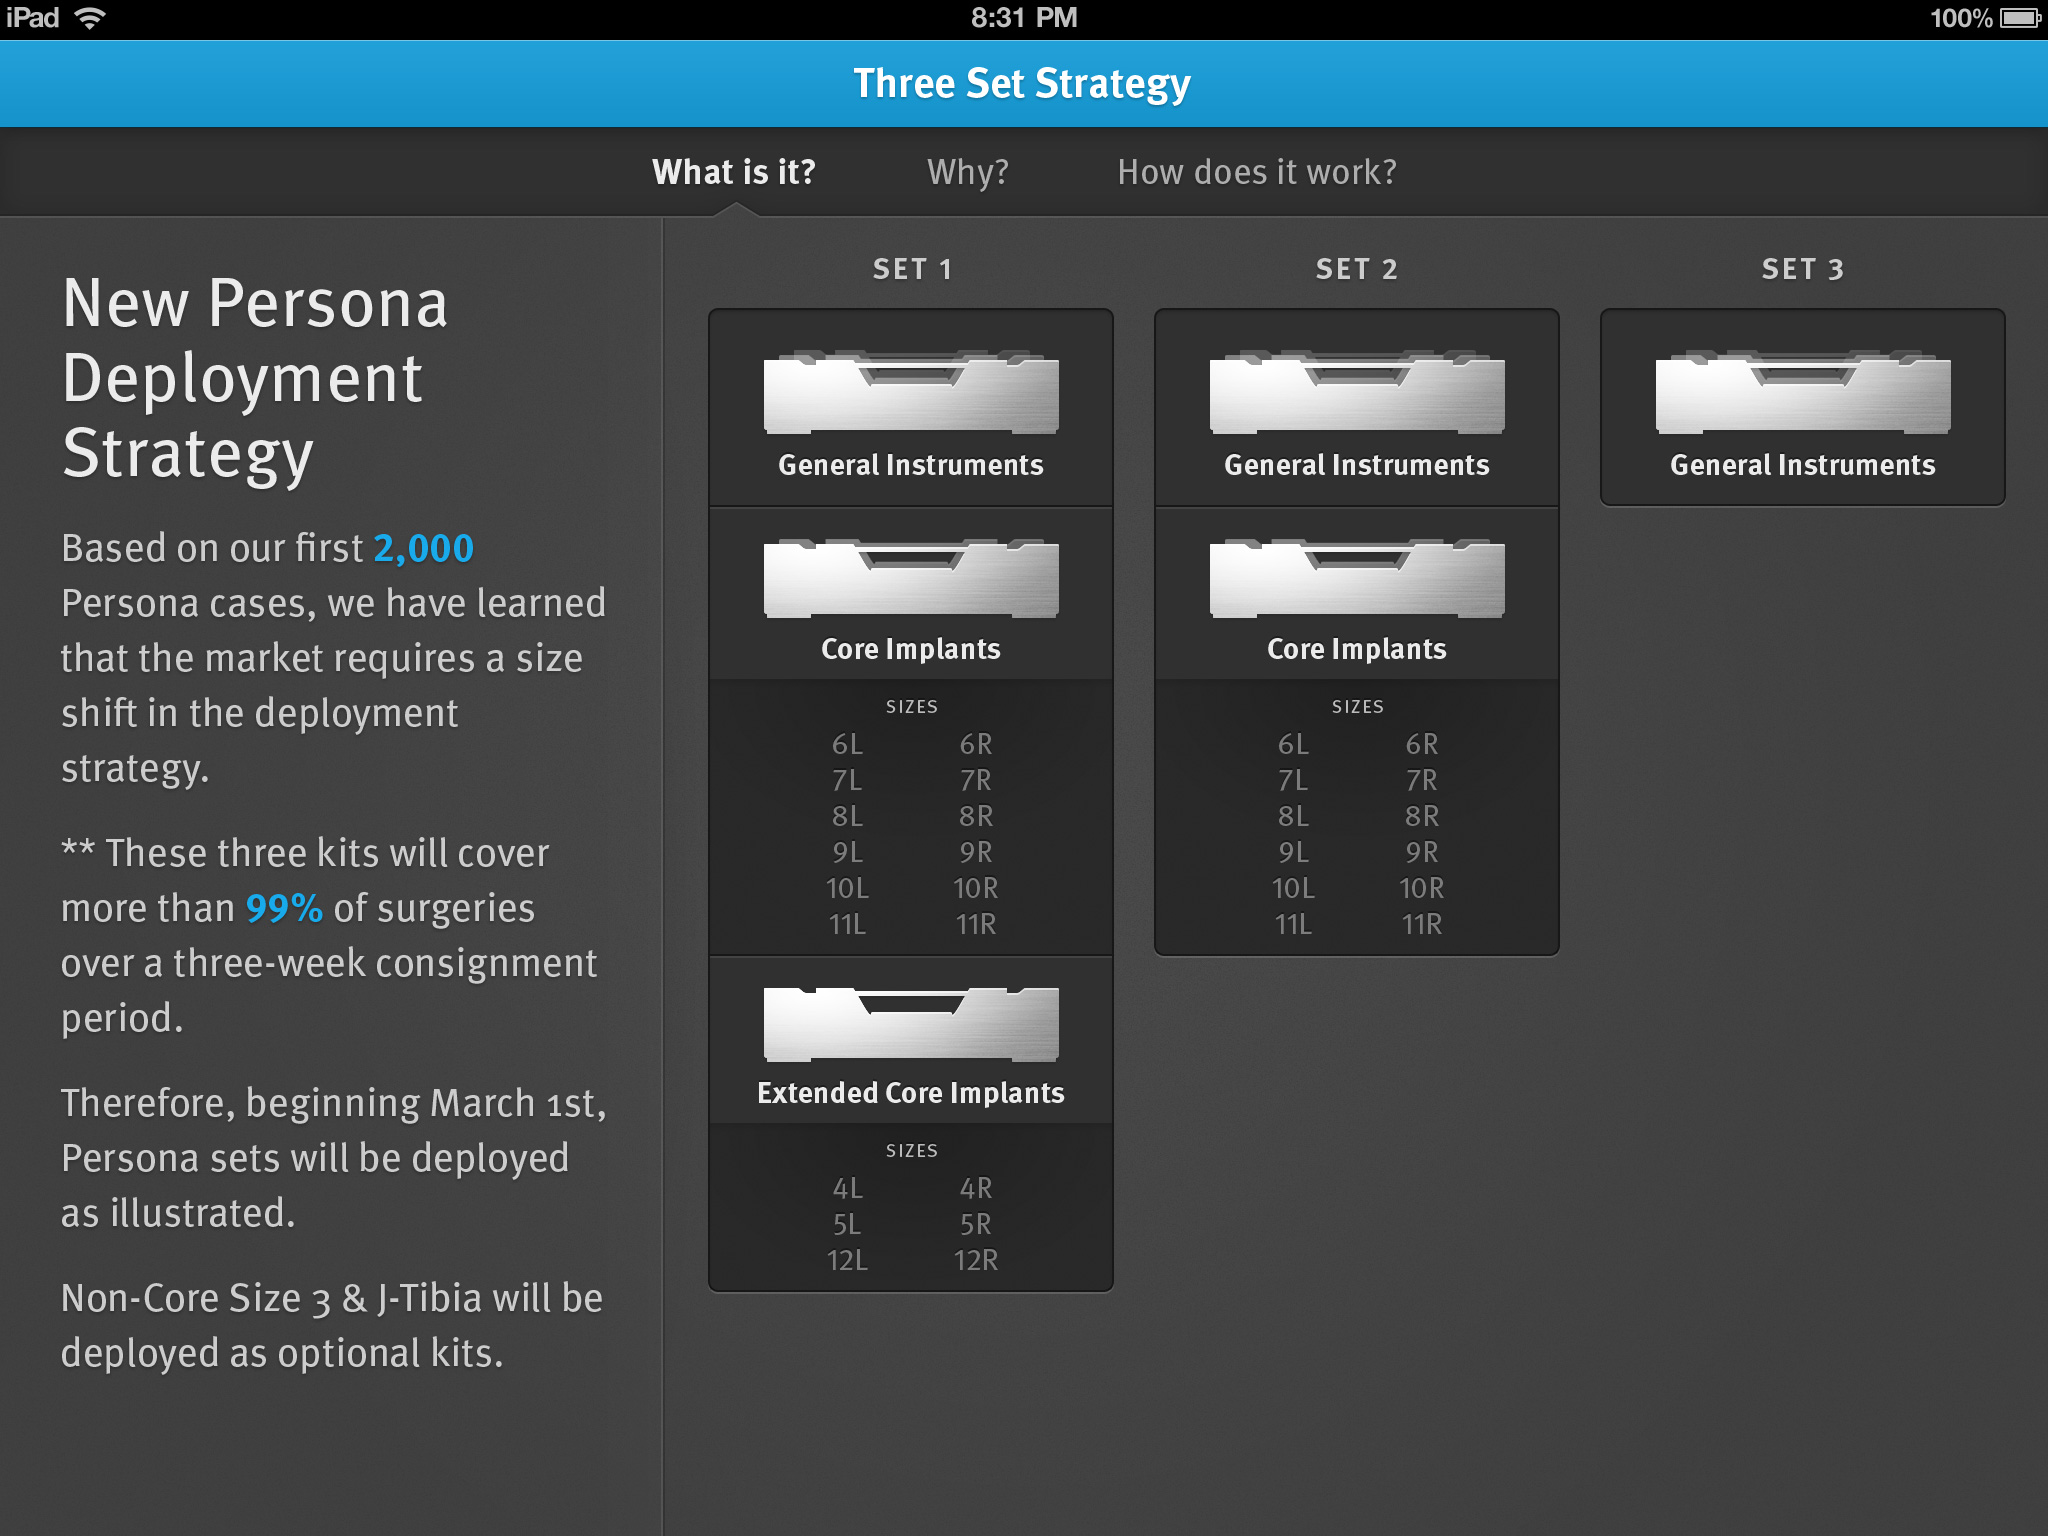 iPad
8:31 PM
100%
Three Set Strategy
What is it?
Why?
How does it work?
New Persona
Deployment
Strategy
Based on our first 2,000
Persona cases, we have learned
that the market requires a size
shift in the deployment
strategy.
** These three kits will cover
more than 99% of surgeries
over a three-week consignment
period.
Therefore, beginning March 1st,
Persona sets will be deployed
as illustrated.
Non-Core Size 3 & J-Tibia will be
deployed as optional kits.
SET 1
General Instruments
Core Implants
SIZES
6L 6R
7L 7R
8L 8R
9L 9R
10L 10R
11L 11R
Extended Core Implants
SIZES
4L 4R
5L 5R
12L 12R
SET 2
General Instruments
Core Implants
SIZES
6L 6R
7L 7R
8L 8R
9L 9R
10L 10R
11L 11R
SET 3
General Instruments